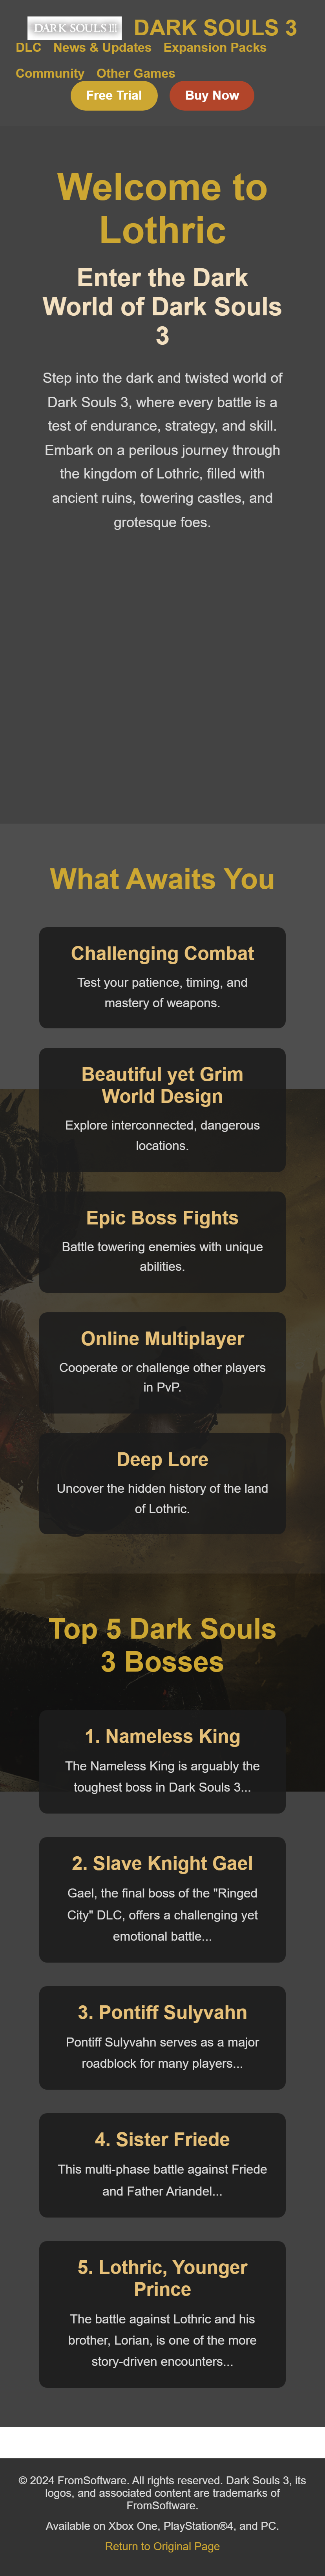 DARK SOULS III DARK SOULS 3
DLC News & Updates Expansion Packs
Community Other Games
Free Trial Buy Now
Welcome to
Lothric
Enter the Dark
World of Dark Souls
3
Step into the dark and twisted world of
Dark Souls 3, where every battle is a
test of endurance, strategy, and skill.
Embark on a perilous journey through
the kingdom of Lothric, filled with
ancient ruins, towering castles, and
grotesque foes.
What Awaits You
Challenging Combat
Test your patience, timing, and
mastery of weapons.
Beautiful yet Grim
World Design
Explore interconnected, dangerous
locations.
Epic Boss Fights
Battle towering enemies with unique
abilities.
Online Multiplayer
Cooperate or challenge other players
in PvP.
Deep Lore
Uncover the hidden history of the land
of Lothric.
Top 5 Dark Souls
3 Bosses
1. Nameless King
The Nameless King is arguably the
toughest boss in Dark Souls 3...
2. Slave Knight Gael
Gael, the final boss of the "Ringed
City" DLC, offers a challenging yet
emotional battle...
3. Pontiff Sulyvahn
Pontiff Sulyvahn serves as a major
roadblock for many players...
4. Sister Friede
This multi-phase battle against Friede
and Father Ariandel...
5. Lothric, Younger
Prince
The battle against Lothric and his
brother, Lorian, is one of the more
story-driven encounters...
© 2024 FromSoftware. All rights reserved. Dark Souls 3, its
logos, and associated content are trademarks of
FromSoftware.
Available on Xbox One, PlayStation®4, and PC.
Return to Original Page